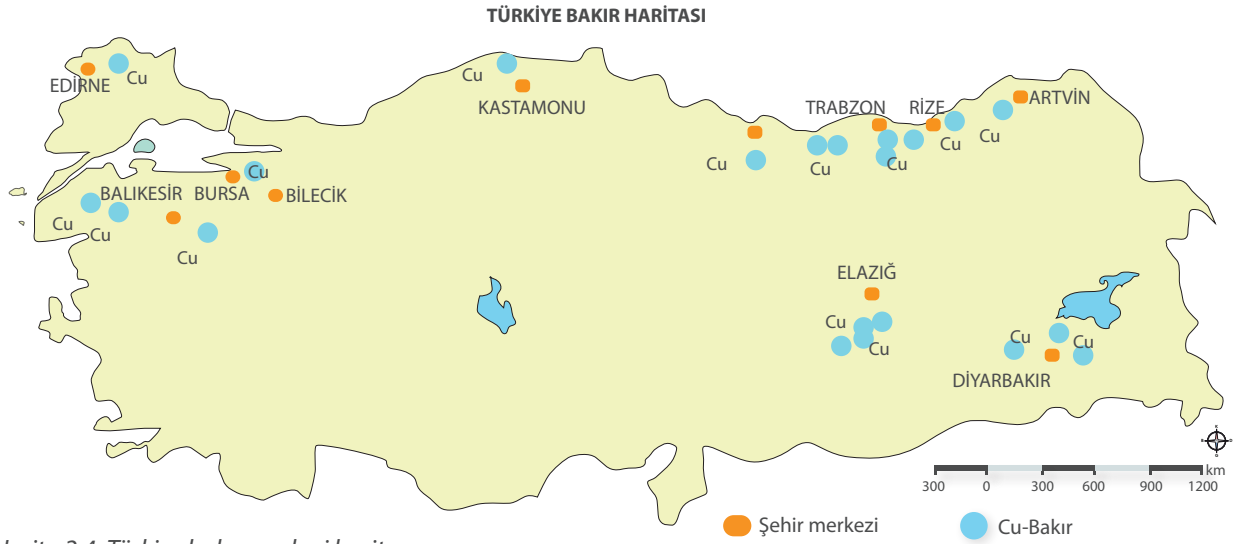 TÜRKİYE BAKIR HARİTASI
EDİRNE
Cu
Cu
KASTAMONU
TRABZON
RİZE
ARTVİN
Cu
Cu
Cu
Cu
Cu
BALIKESİR
BURSA
Cu
BİLECİK
Cu
Cu
Cu
ELAZIĞ
Cu
Cu
Cu
Cu
DİYARBAKIR
km
300 0 300 600 900 1200
Şehir merkezi
Cu-Bakır